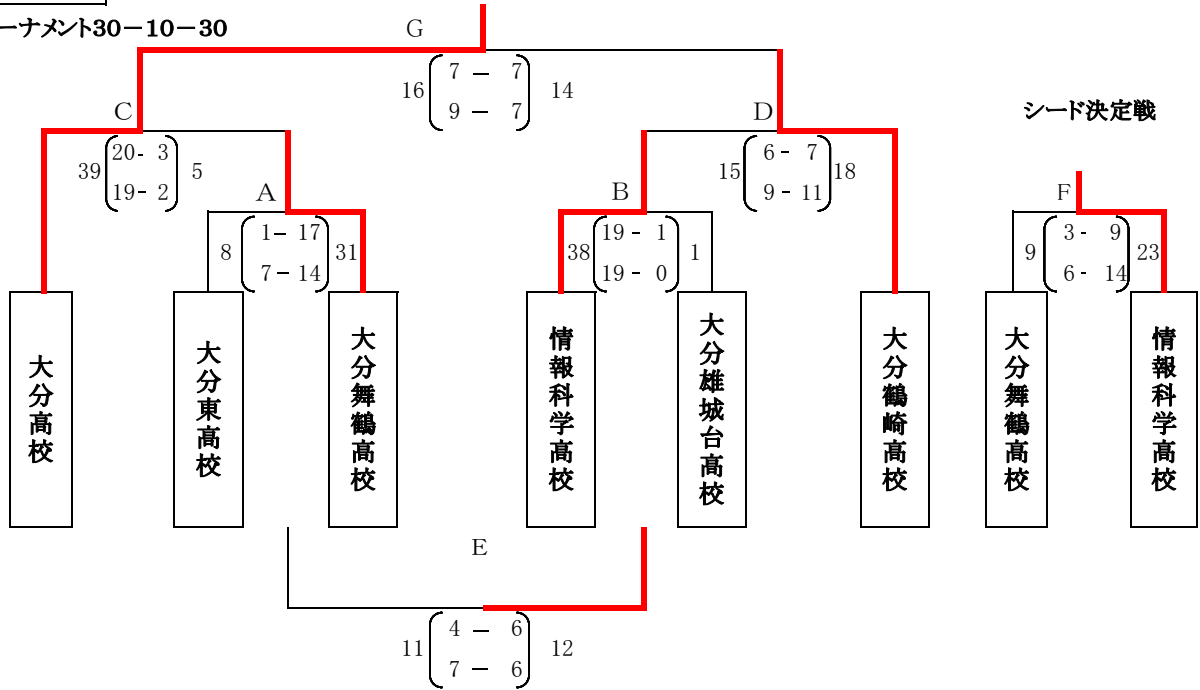 ーナメント30－10－30
G
16 7 － 7 14
9 － 7
C
D
シード決定戦
39 20- 3 5
19- 2
15 6 - 7 18
9 - 11
A
B
F
8 1－ 17 31
7－ 14
38 19 - 1 1
19 - 0
9 3 - 9 23
6 - 14
大分高校
大分東高校
大分舞鶴高校
情報科学高校
大分雄城台高校
大分鶴崎高校
大分舞鶴高校
情報科学高校
E
11 4 － 6 12
7 － 6